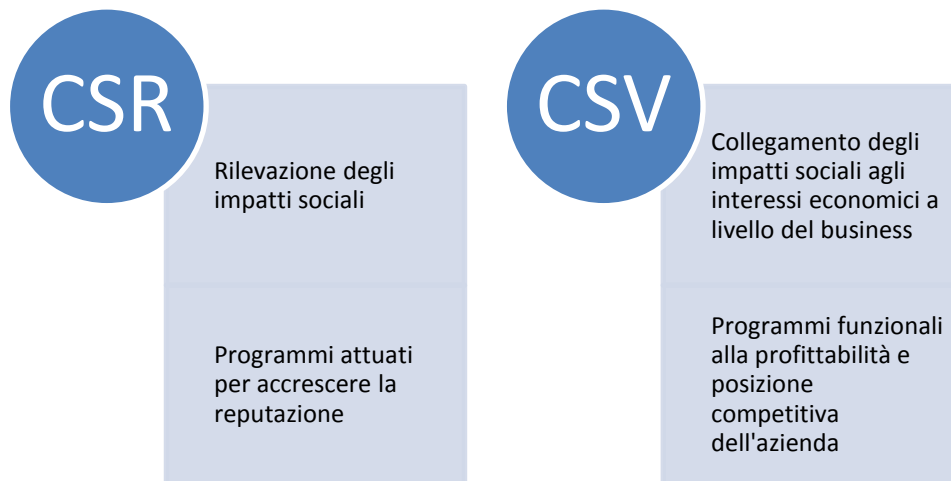 CSR
Rilevazione degli
impatti sociali
Programmi attuati
per accrescere la
reputazione
CSV
Collegamento degli
impatti sociali agli
interessi economici a
livello del business
Programmi funzionali
alla profittabilità e
posizione
competitiva
dell'azienda